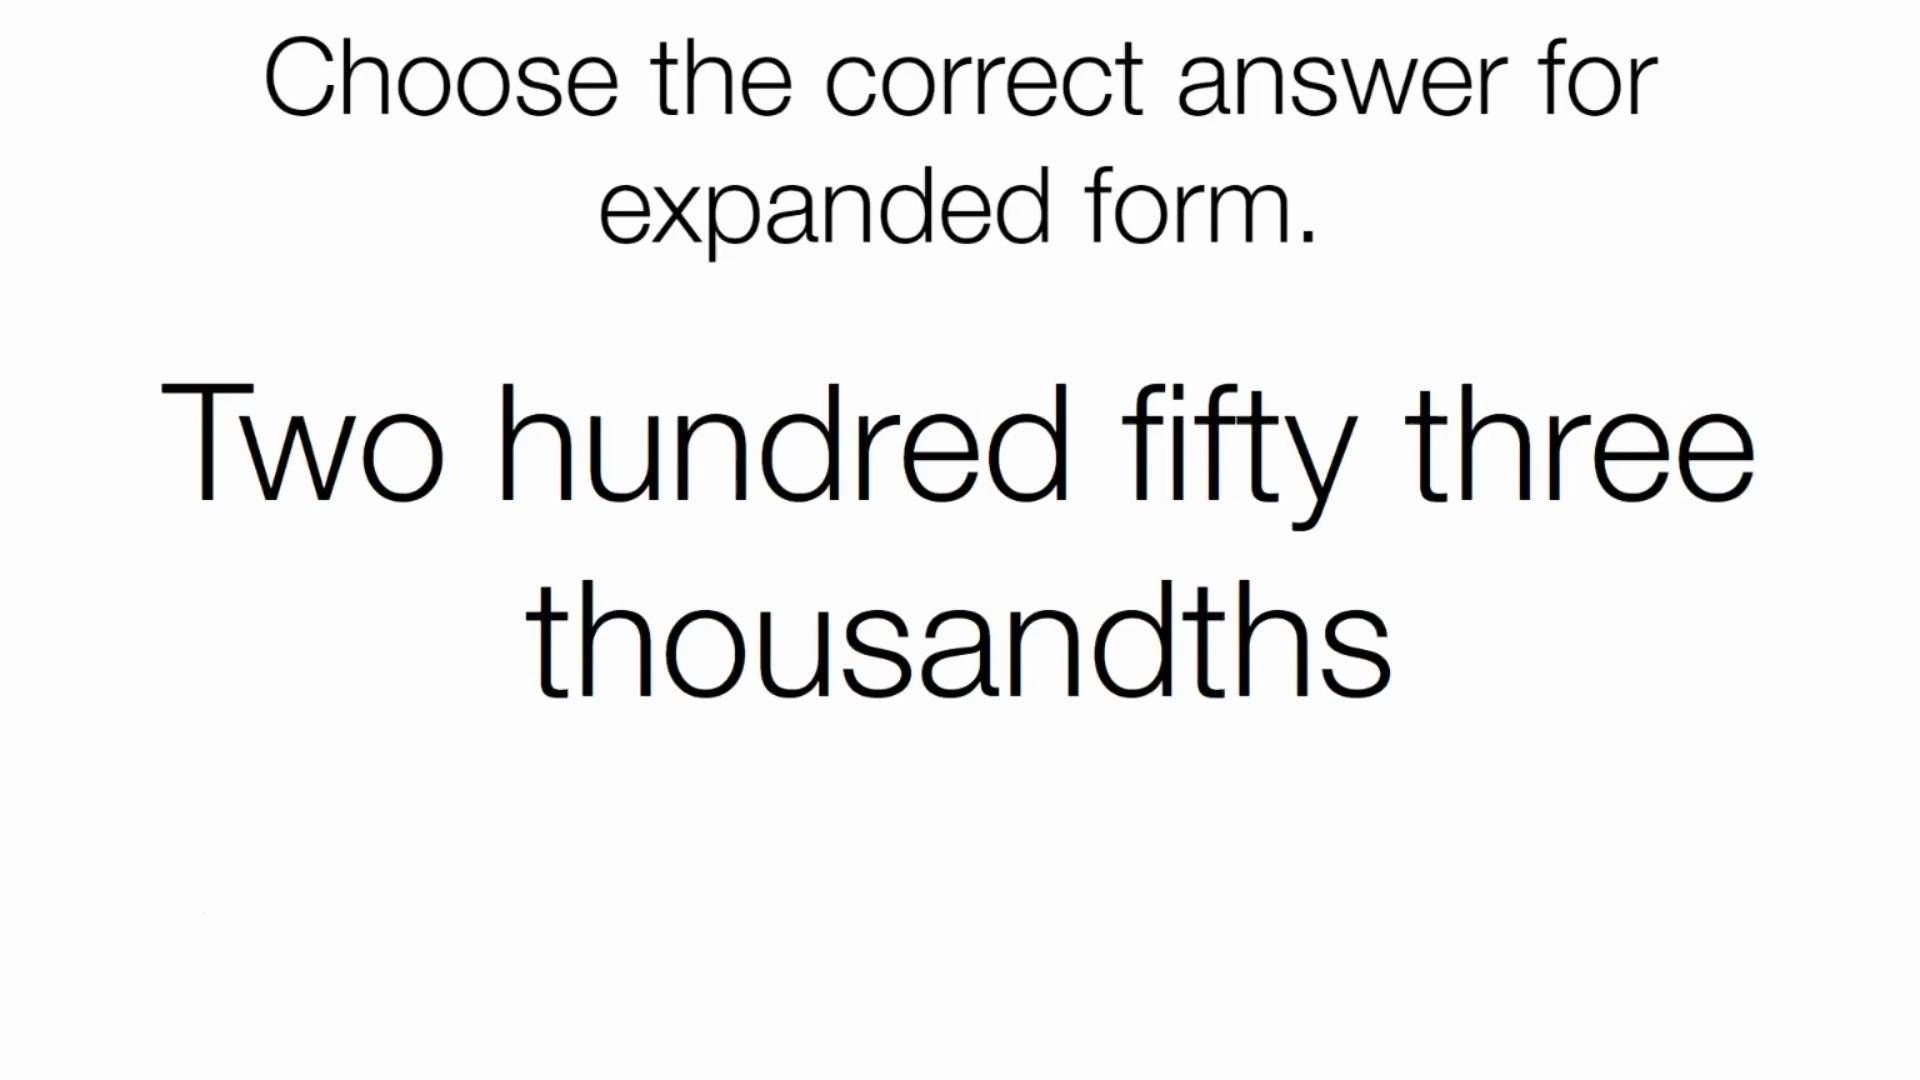 Choose the correct answer for
expanded form.
Two hundred fifty three
thousandths